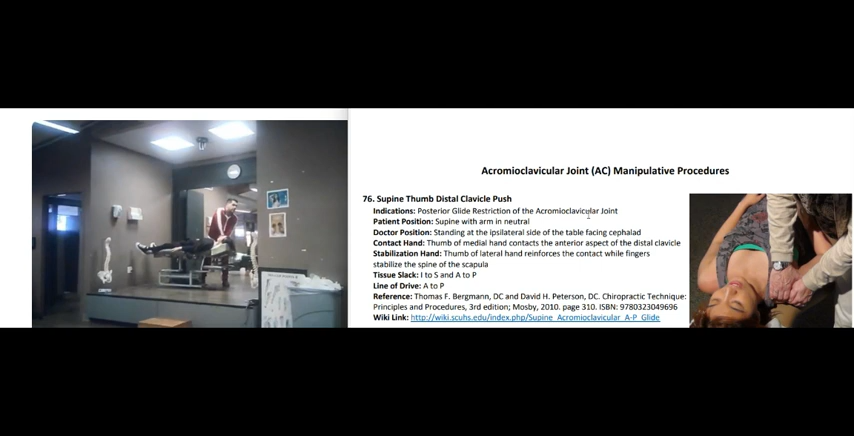 Acromioclavicular Joint (AC) Manipulative Procedures
76. Supine Thumb Distal Clavicle Push
Indications: Posterior Glide Restriction of the Acromioclavicular Joint
Patient Position: Supine with arm in neutral
Doctor Position: Standing at the ipsilateral side of the table facing cephalad
Contact Hand: Thumb of medial hand contacts the anterior aspect of the distal clavicle
Stabilization Hand: Thumb of lateral hand reinforces the contact while fingers
stabilize the spine of the scapula
Tissue Slack: I to S and A to P
Line of Drive: A to P
Reference: Thomas F. Bergmann, DC and David H. Peterson, DC. Chiropractic Technique:
Principles and Procedures, 3rd edition; Mosby, 2010. page 310. ISBN: 9780323049696
Wiki Link: http://wiki.scuhs.edu/index.php/Supine_Acromioclavicular_A-P_Glide